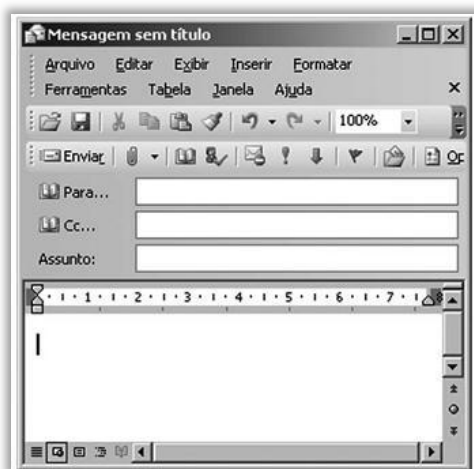 Mensagem sem título
Arquivo Editar Exibir Inserir Formatar
Ferramentas Tabela Janela Ajuda
100%
Enviar
Para...
Cc...
Assunto:
1 2 3 4 5 6 7 8